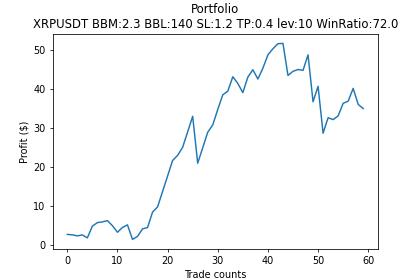 Portfolio
XRPUSDT BBM:2.3 BBL:140 SL:1.2 TP:0.4 lev:10 WinRatio:72.0
50
40
30
20
10
0
Profit ($)
0 10 20 30 40 50 60
Trade counts